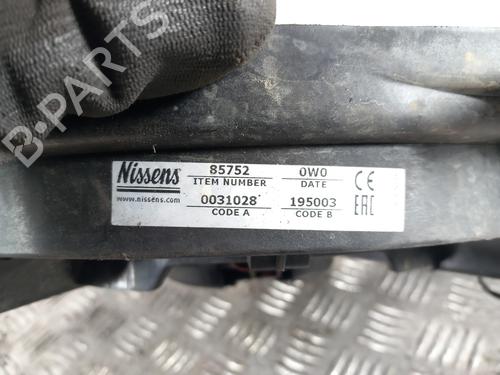 B-PARTS
Nissens
www.nissens.com
85752
ITEM NUMBER
0031028
CODE A
0W0
DATE
195003
CODE B
CE
EAC